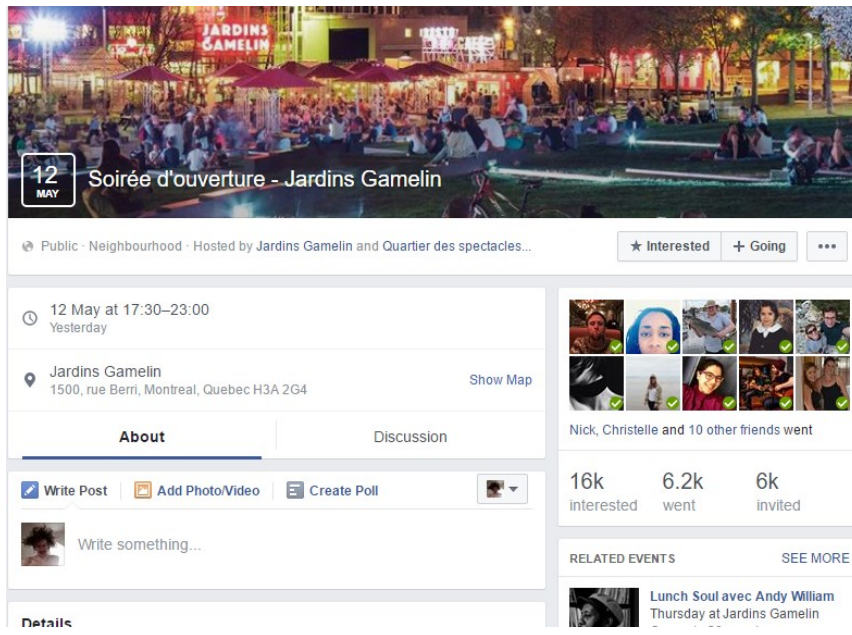 JARDINS
GAMELIN
12
MAY
Soirée d'ouverture - Jardins Gamelin
Public · Neighbourhood · Hosted by Jardins Gamelin and Quartier des spectacles...
Interested
Going
12 May at 17:30–23:00
Yesterday
Jardins Gamelin
1500, rue Berri, Montreal, Quebec H3A 2G4
Show Map
About
Discussion
Write Post
Add Photo/Video
Create Poll
Write something...
Details
Nick, Christelle and 10 other friends went
16k
interested
6.2k
went
6k
invited
RELATED EVENTS
SEE MORE
Lunch Soul avec Andy William
Thursday at Jardins Gamelin